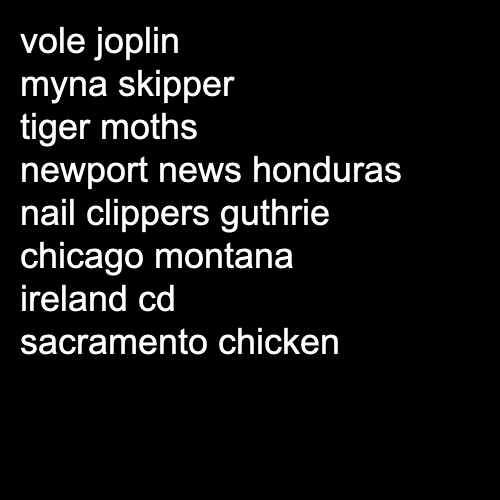 vole joplin
myna skipper
tiger moths
newport news honduras
nail clippers guthrie
chicago montana
ireland cd
sacramento chicken